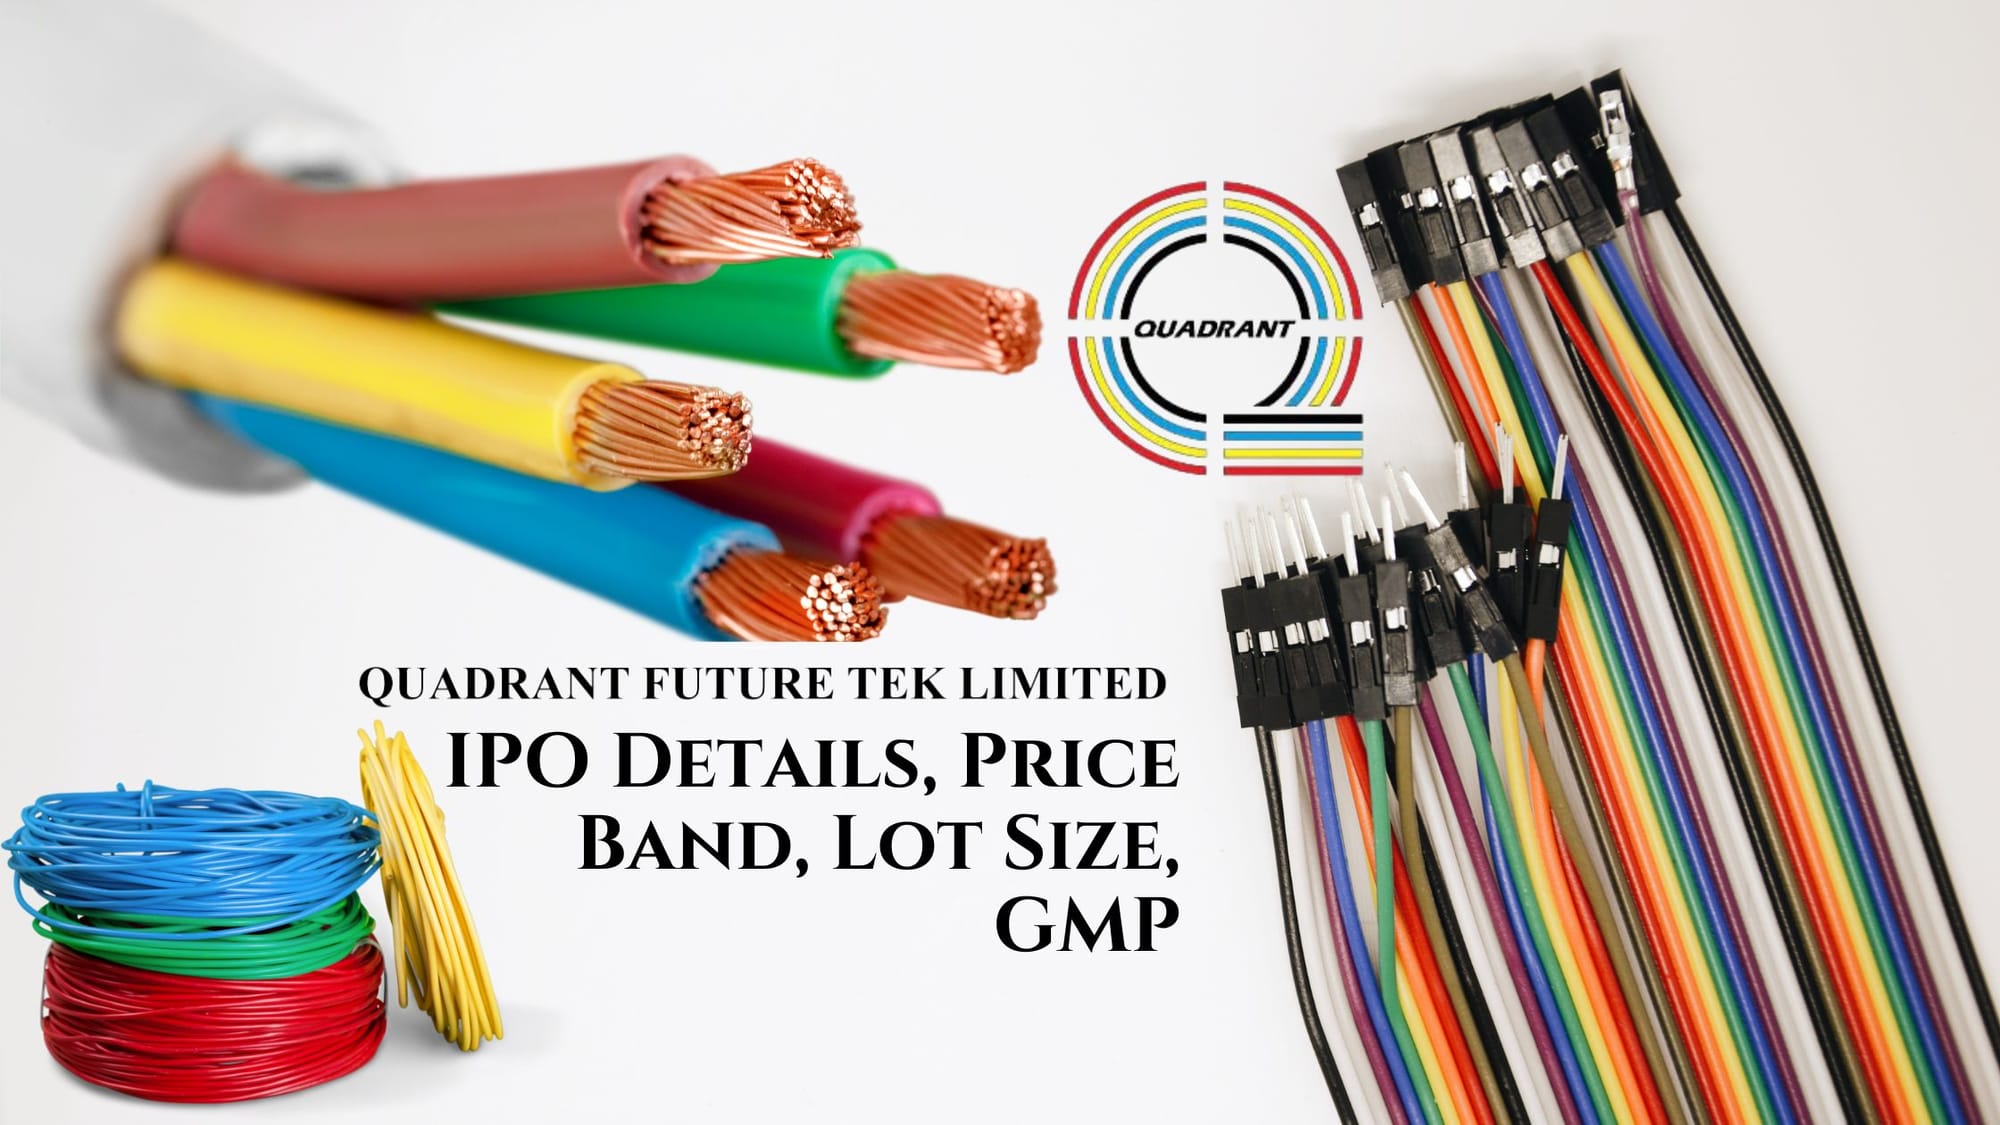 QUADRANT
QUADRANT FUTURE TEK LIMITED
IPO Details, Price
Band, Lot Size,
GMP